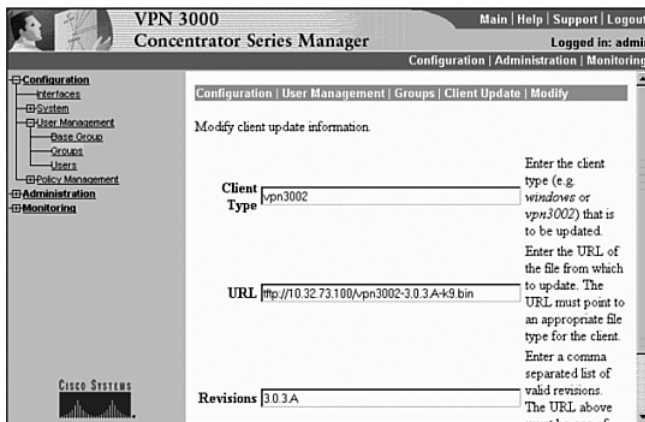 VPN 3000
Concentrator Series Manager
Main | Help | Support | Logout
Logged in: admi
Configuration | Administration | Monitoring
Configuration
Interfaces
System
User Management
Base Group
Groups
Users
Policy Management
Administration
Monitoring
Configuration | User Management | Groups | Client Update | Modify
Modify client update information.
Client
Type
vpn3002
Enter the client
type (e.g.
windows or
vpn3002) that is
to be updated.
URL
tftp://10.32.73.100/vpn3002-3.0.3.A-k9.bin
Enter the URL of
the file from which
to update. The
URL must point to
an appropriate file
type for the client.
Revisions
3.0.3.A
Enter a comma
separated list of
valid revisions.
The URL above
CISCO SYSTEMS